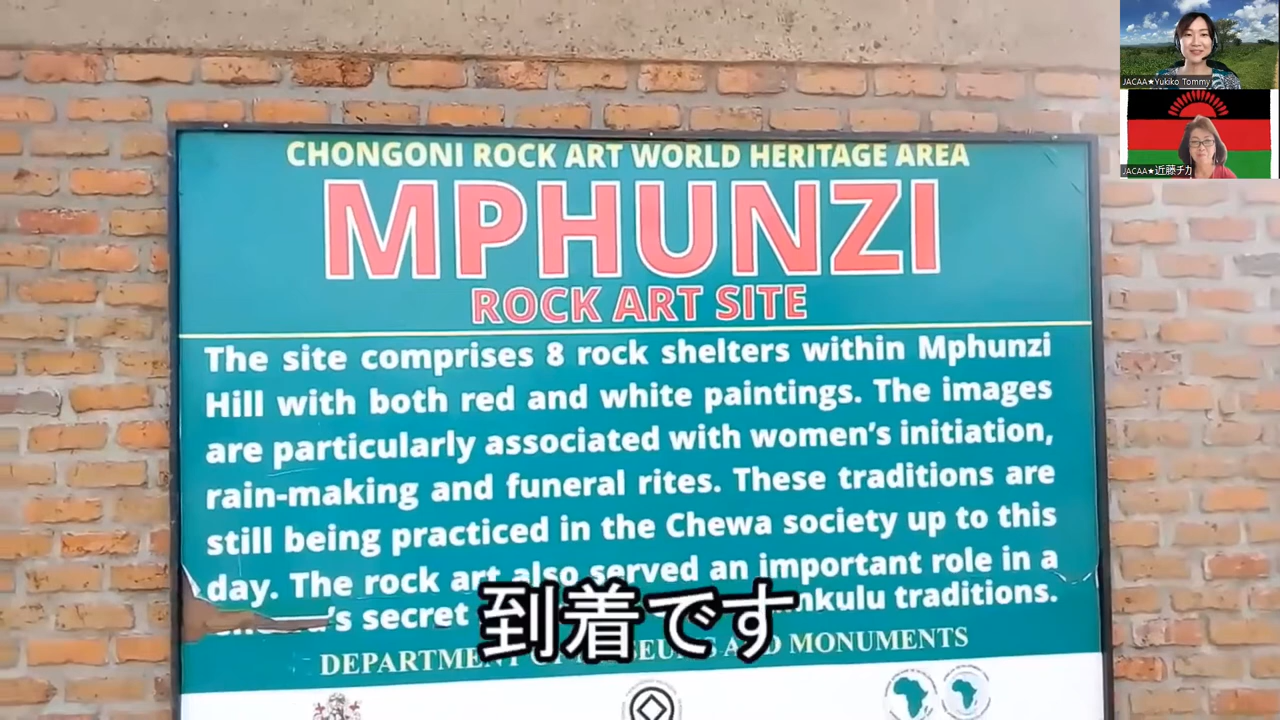 CHONGONI ROCK ART WORLD HERITAGE AREA
MPHUNZI
ROCK ART SITE
The site comprises 8 rock shelters within Mphunzi
Hill with both red and white paintings. The images
are particularly associated with women's initiation,
rain-making and funeral rites. These traditions are
still being practiced in the Chewa society up to this
day. The rock art also served an important role in a
's secret traditions.
到着です
DEPARTMENT OF MUSEUMS AND MONUMENTS
JACAA★Yukiko Tommy
JACAA★近藤チカ